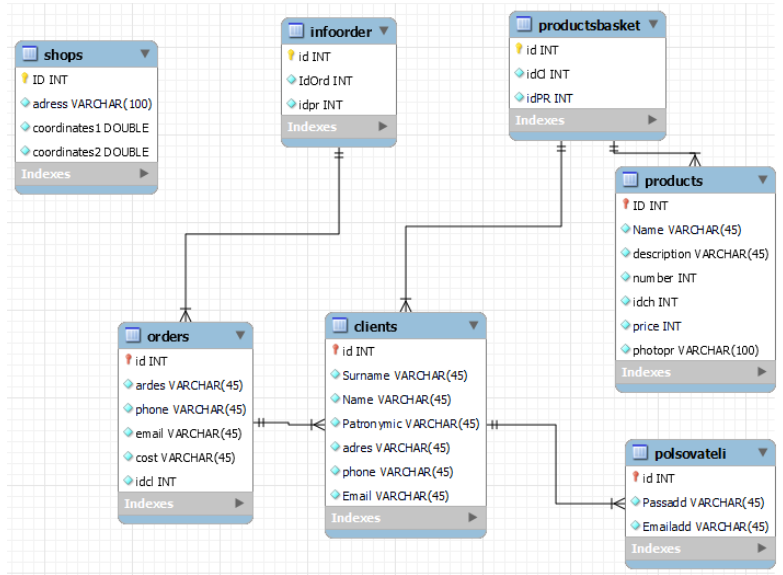 shops
ID INT
adress VARCHAR(100)
coordinates1 DOUBLE
coordinates2 DOUBLE
Indexes
infoorder
id INT
IdOrd INT
idpr INT
Indexes
productsbasket
id INT
idCl INT
idPR INT
Indexes
products
ID INT
Name VARCHAR(45)
description VARCHAR(45)
number INT
idch INT
price INT
photopr VARCHAR(100)
Indexes
orders
id INT
ardes VARCHAR(45)
phone VARCHAR(45)
email VARCHAR(45)
cost VARCHAR(45)
idcl INT
Indexes
clients
id INT
Surname VARCHAR(45)
Name VARCHAR(45)
Patronymic VARCHAR(45)
adres VARCHAR(45)
phone VARCHAR(45)
Email VARCHAR(45)
Indexes
polsovateli
id INT
Passadd VARCHAR(45)
Emailadd VARCHAR(45)
Indexes